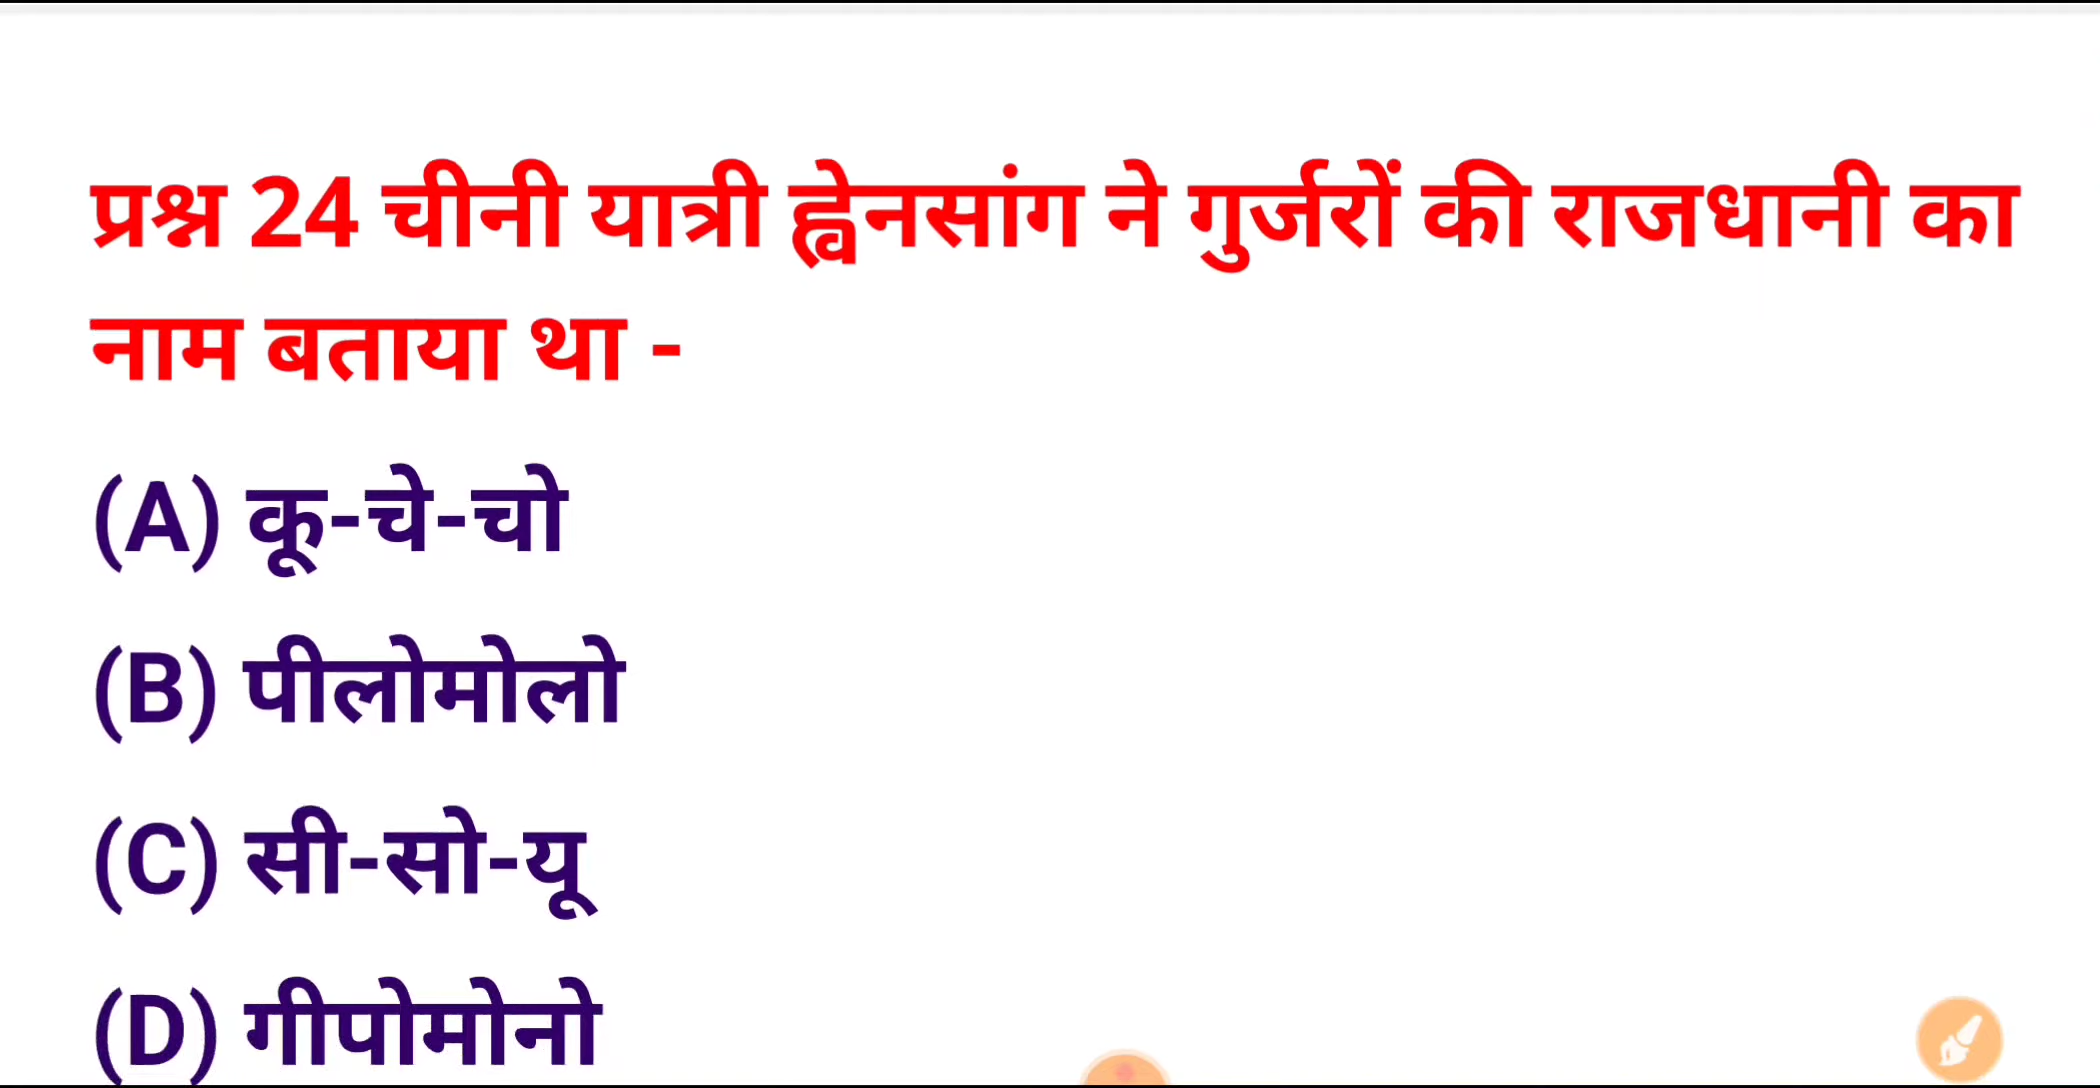 प्रश्न 24 चीनी यात्री ह्वेनसांग ने गुर्जरों की राजधानी का
नाम बताया था -
(A) कू-चे-चो
(B) पीलोमोलो
(C) सी-सो-यू
(D) गीपोमोनो